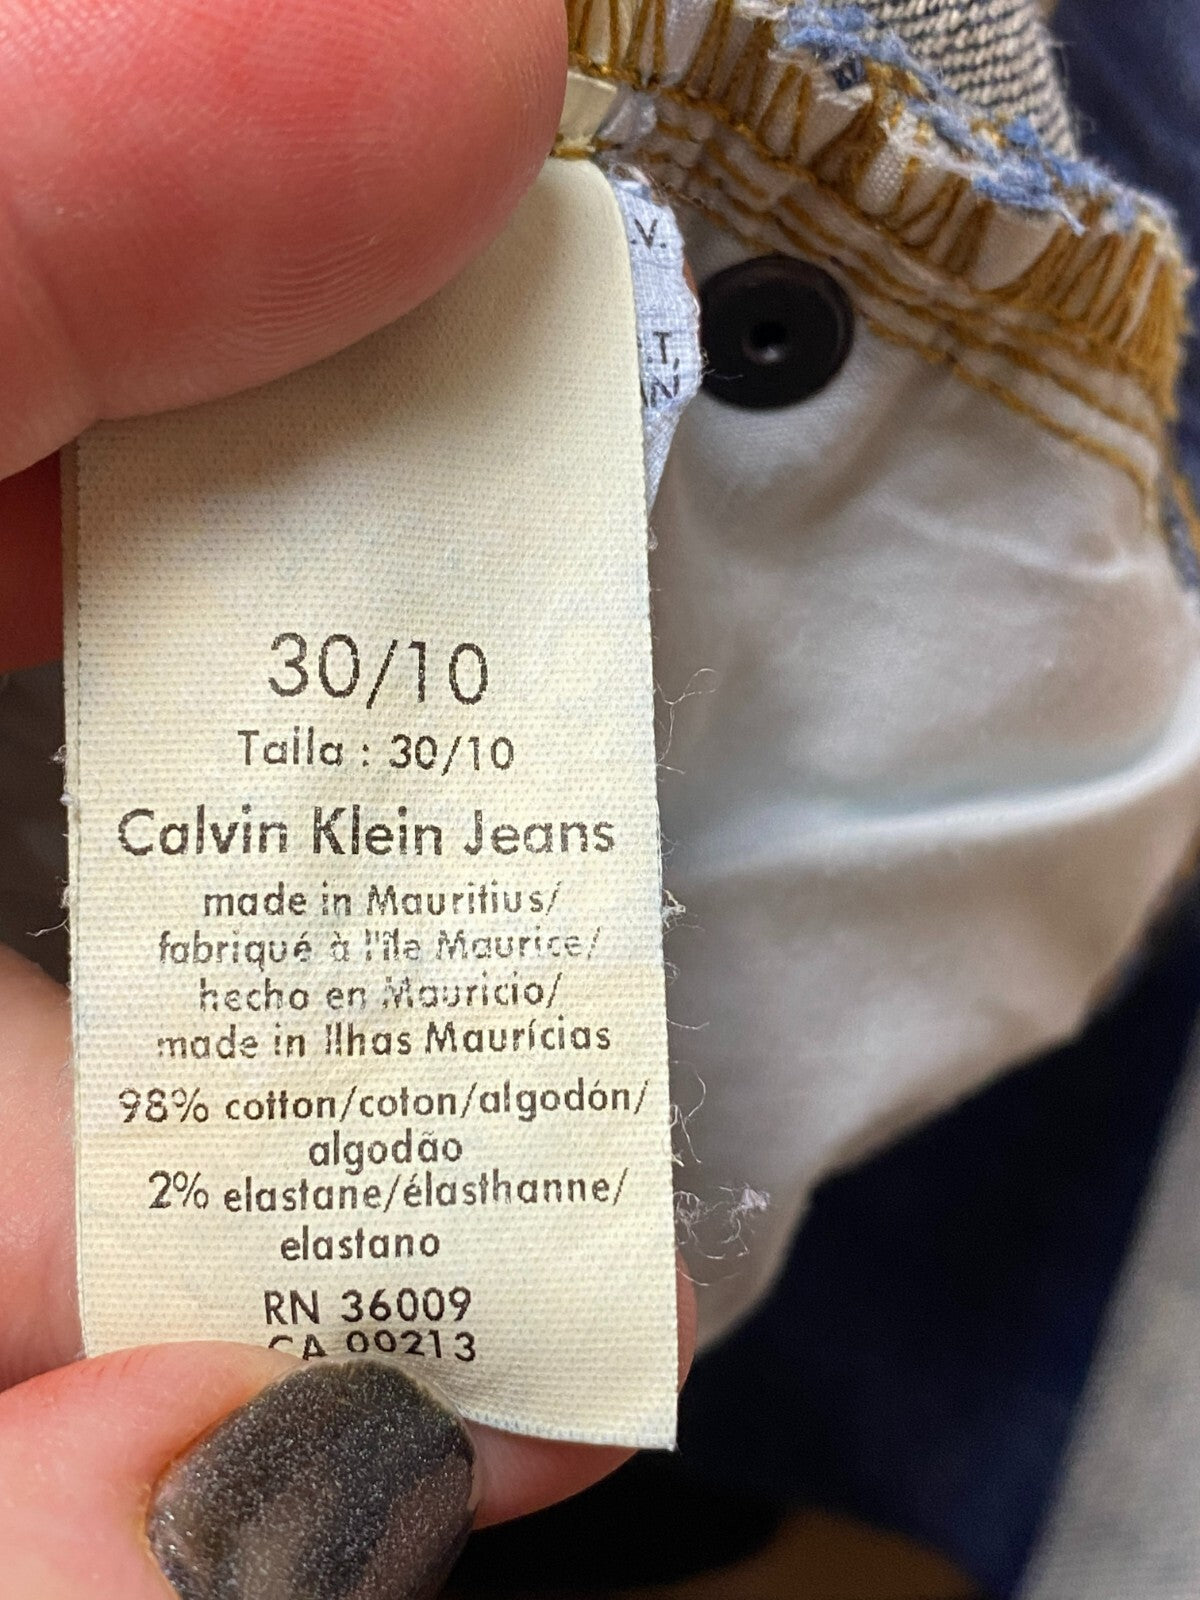 30/10
Talla : 30/10
Calvin Klein Jeans
made in Mauritius/
fabriqué à l'île Maurice/
hecho en Mauricio/
made in Ilhas Maurícias
98% cotton/coton/algodón/
algodão
2% elastane/élasthanne/
elastano
RN 36009
CA 00213
.V.
T,